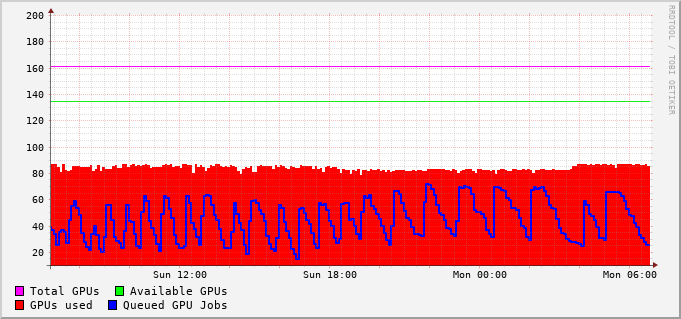 200
180
160
140
120
100
80
60
40
20
Sun 12:00 Sun 18:00 Mon 00:00 Mon 06:00
Total GPUs Available GPUs
GPUs used Queued GPU Jobs
RRDTOOL / TOBI OETIKER